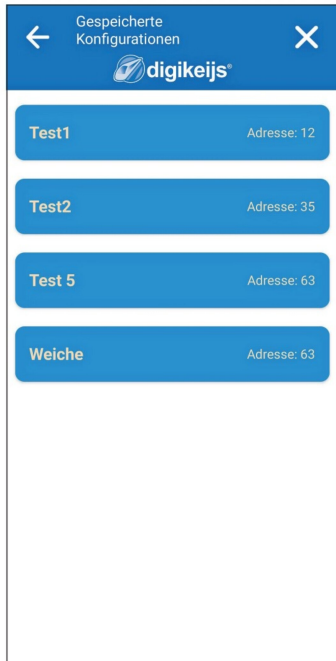 Gespeicherte
Konfigurationen
digikeijs®
Test1 Adresse: 12
Test2 Adresse: 35
Test 5 Adresse: 63
Weiche Adresse: 63